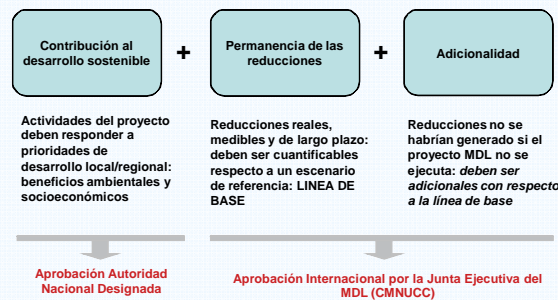 Contribución al
desarrollo sostenible
+
Permanencia de las
reducciones
+
Adicionalidad
Actividades del proyecto
deben responder a
prioridades de
desarrollo local/regional:
beneficios ambientales y
socioeconómicos
Reducciones reales,
medibles y de largo plazo:
deben ser cuantificables
respecto a un escenario
de referencia: LINEA DE
BASE
Reducciones no se
habrían generado si el
proyecto MDL no se
ejecuta: deben ser
adicionales con respecto
a la línea de base
Aprobación Autoridad
Nacional Designada
Aprobación Internacional por la Junta Ejecutiva del
MDL (CMNUCC)